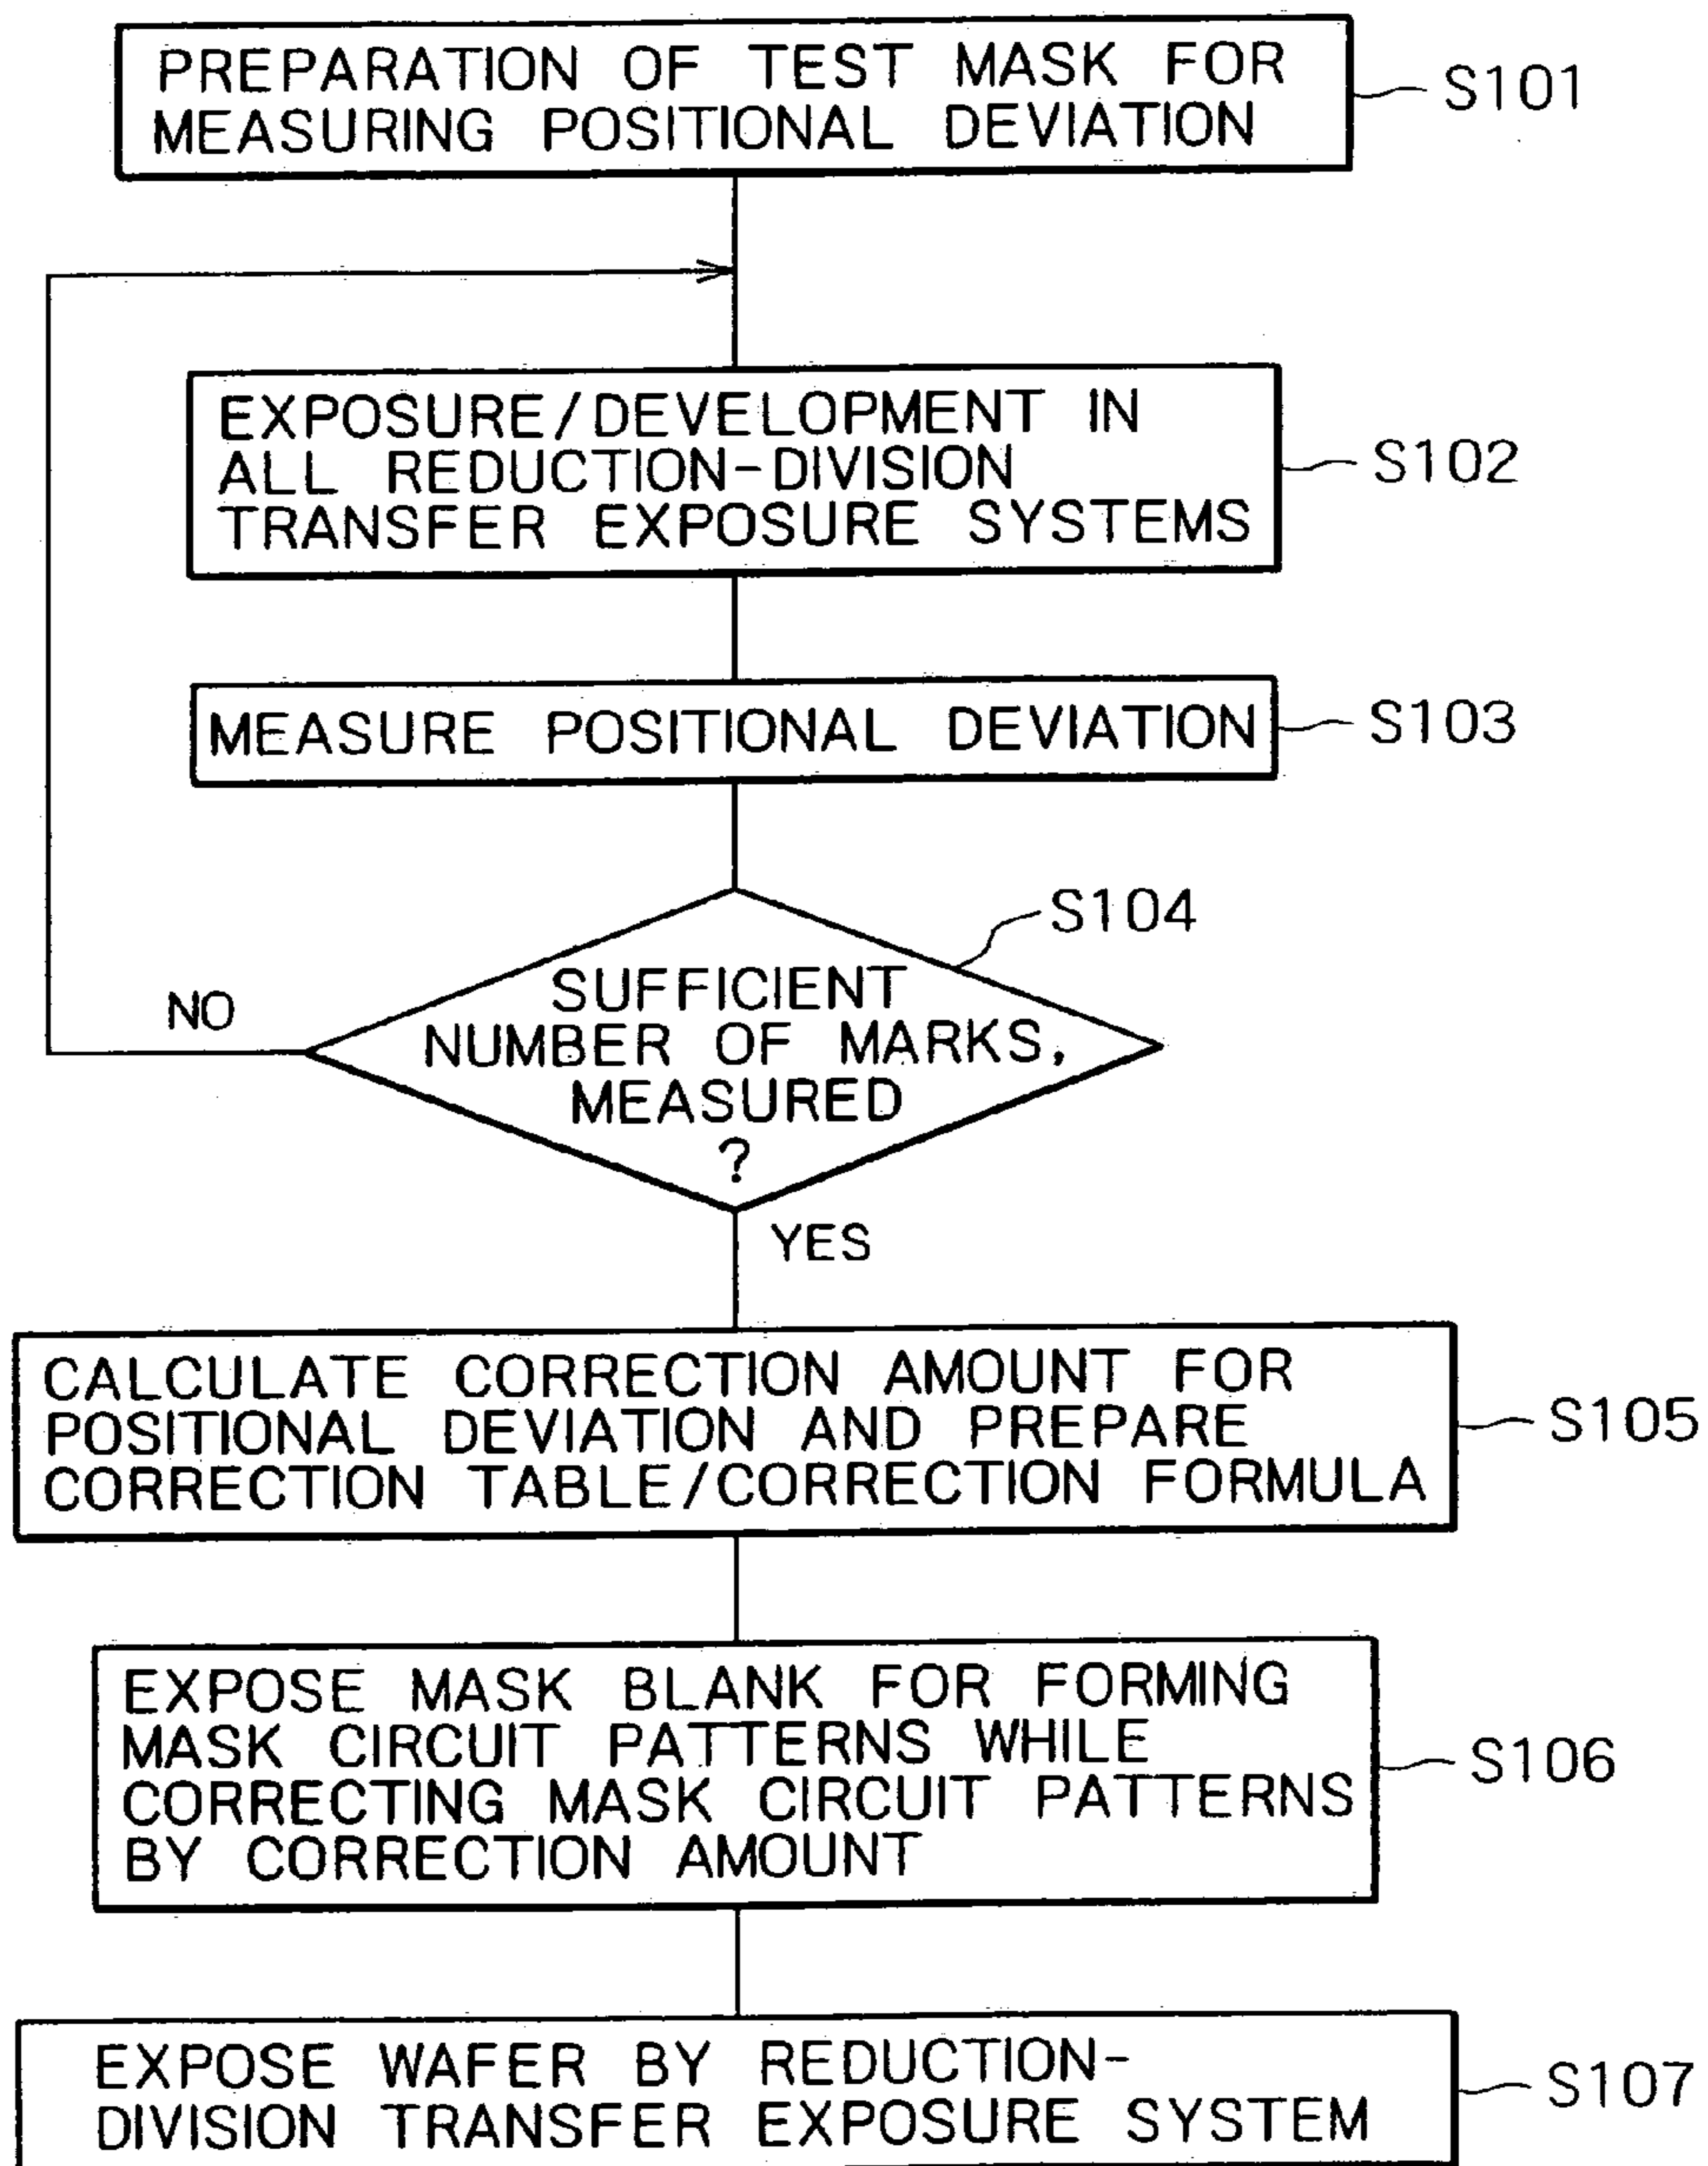 PREPARATION OF TEST MASK FOR
MEASURING POSITIONAL DEVIATION
S101
EXPOSURE/DEVELOPMENT IN
ALL REDUCTION-DIVISION
TRANSFER EXPOSURE SYSTEMS
S102
MEASURE POSITIONAL DEVIATION
S103
S104
SUFFICIENT
NUMBER OF MARKS,
MEASURED
?
NO
YES
CALCULATE CORRECTION AMOUNT FOR
POSITIONAL DEVIATION AND PREPARE
CORRECTION TABLE/CORRECTION FORMULA
S105
EXPOSE MASK BLANK FOR FORMING
MASK CIRCUIT PATTERNS WHILE
CORRECTING MASK CIRCUIT PATTERNS
BY CORRECTION AMOUNT
S106
EXPOSE WAFER BY REDUCTION-
DIVISION TRANSFER EXPOSURE SYSTEM
S107